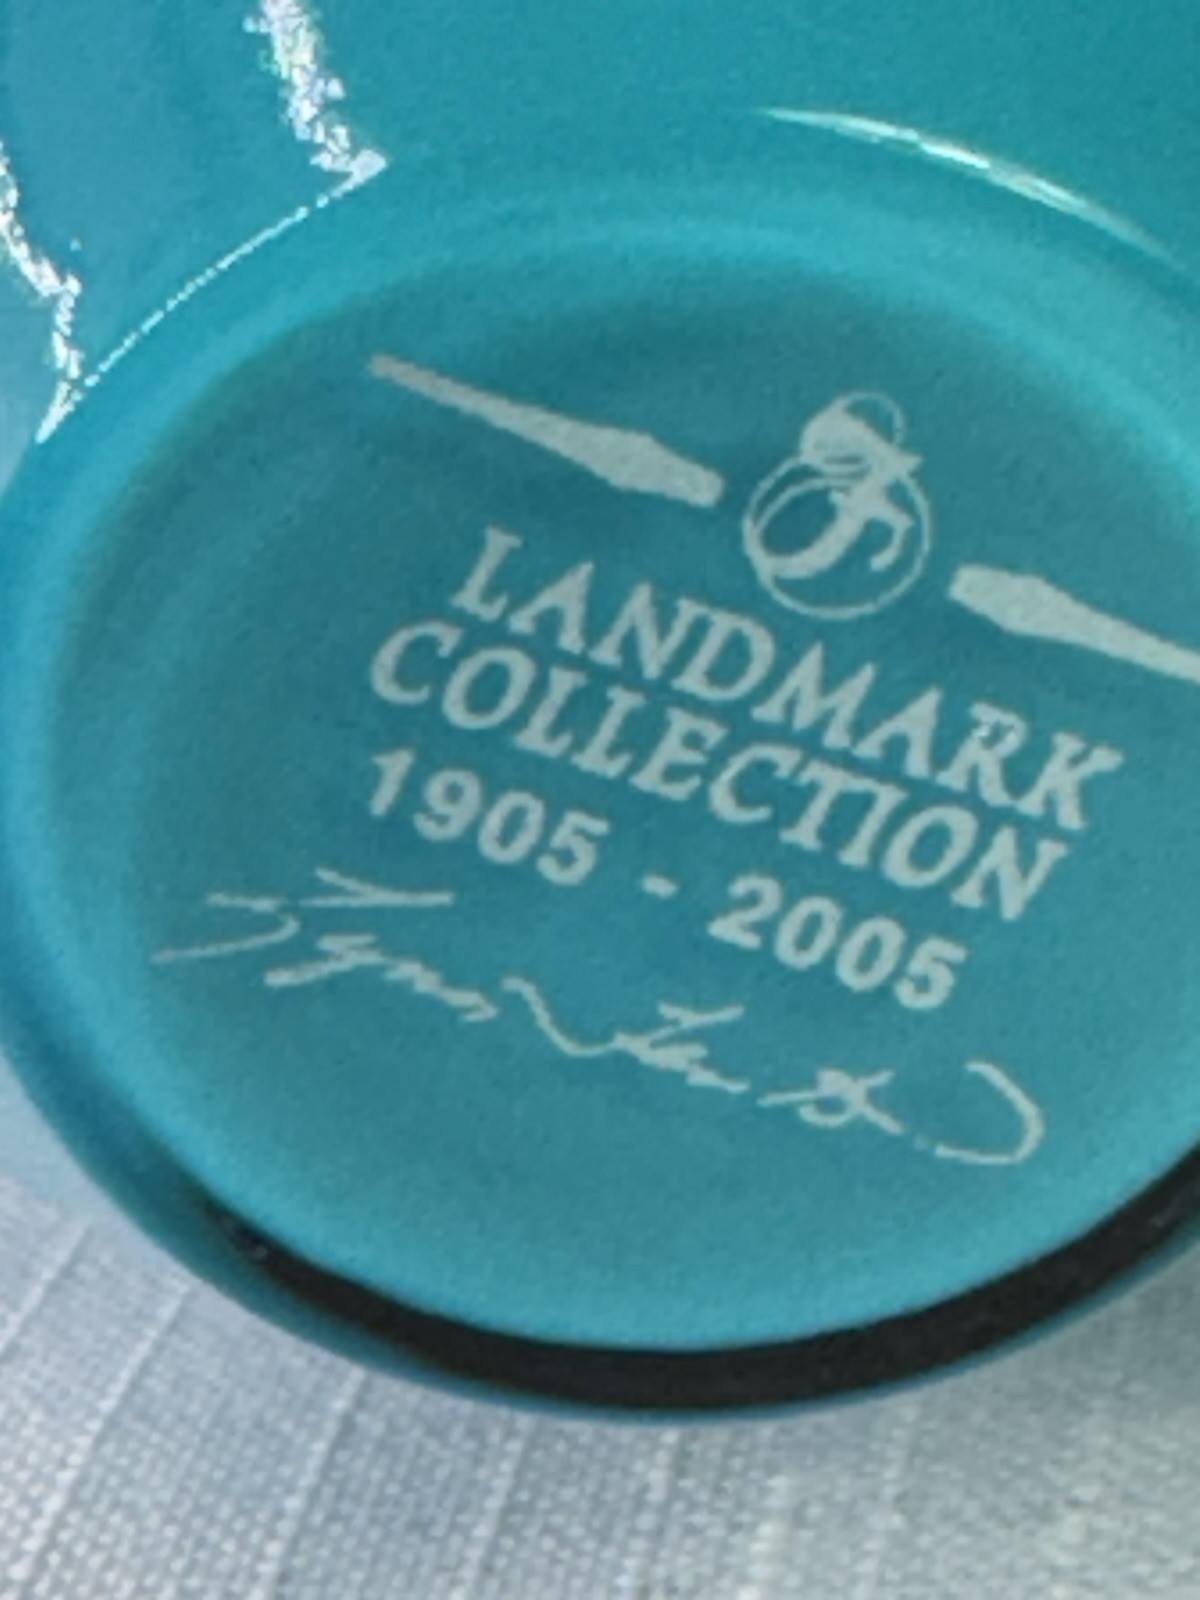 LANDMARK
COLLECTION
1905 - 2005